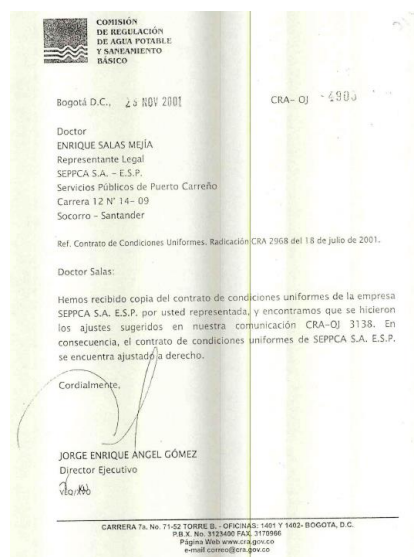 COMISIÓN
DE REGULACIÓN
DE AGUA POTABLE
Y SANEAMIENTO
BÁSICO
Bogotá D.C., 23 NOV 2001
CRA- OJ - 4903
Doctor
ENRIQUE SALAS MEJÍA
Representante Legal
SEPPCA S.A. – E.S.P.
Servicios Públicos de Puerto Carreño
Carrera 12 N° 14- 09
Socorro – Santander
Ref. Contrato de Condiciones Uniformes. Radicación CRA 2968 del 18 de julio de 2001.
Doctor Salas:
Hemos recibido copia del contrato de condiciones uniformes de la empresa
SEPPCA S.A. E.S.P. por usted representada, y encontramos que se hicieron
los ajustes sugeridos en nuestra comunicación CRA-OJ 3138. En
consecuencia, el contrato de condiciones uniformes de SEPPCA S.A. E.S.P.
se encuentra ajustado a derecho.
Cordialmente,
JORGE ENRIQUE ÁNGEL GÓMEZ
Director Ejecutivo
CARRERA 7a. No. 71-52 TORRE B. - OFICINAS: 1401 Y 1402- BOGOTA, D.C.
P.B.X. No. 3123400 FAX. 3170966
Página Web www.cra.gov.co
e-mail correo@cra.gov.co